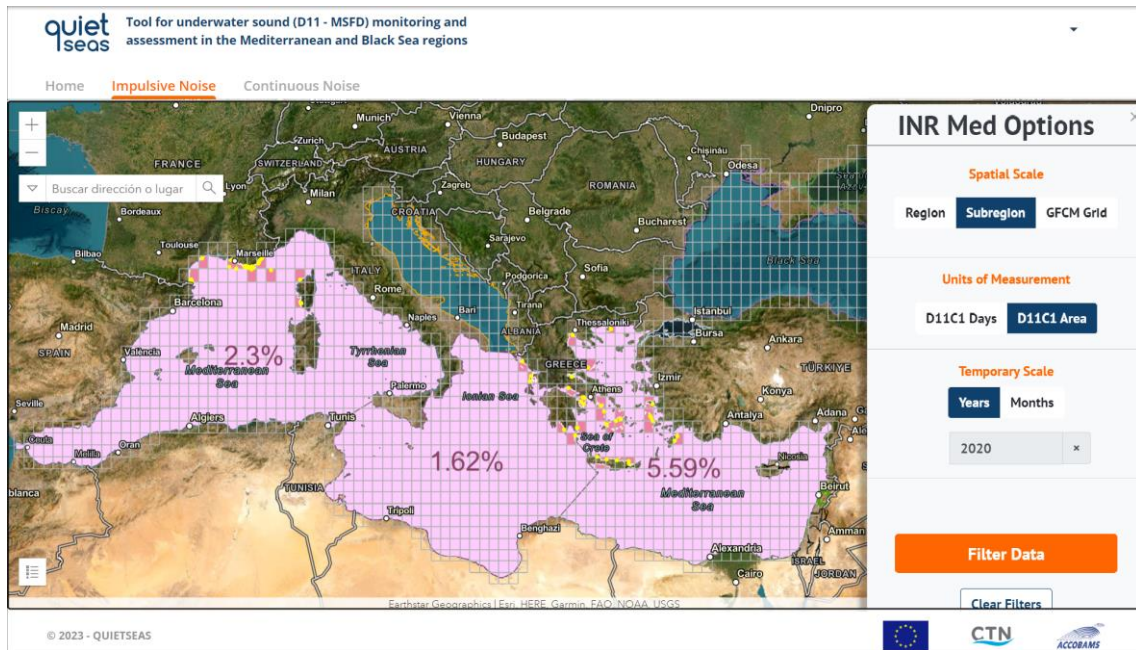 quiet seas
Tool for underwater sound (D11 - MSFD) monitoring and
assessment in the Mediterranean and Black Sea regions
Home Impulsive Noise Continuous Noise
+
−
Buscar dirección o lugar
INR Med Options
×
Spatial Scale
Region Subregion GFCM Grid
Units of Measurement
D11C1 Days D11C1 Area
Temporary Scale
Years Months
2020 ×
Filter Data
Clear Filters
Munich
Vienna
Dnipro
Zurich
AUSTRIA
Budapest
Chișinău
FRANCE
SWITZERLAND
HUNGARY
Odesa
Lyon
Milan
Zagreb
ROMANIA
Biscay
Bordeaux
CROATIA
Belgrade
Bucharest
Toulouse
Sarajevo
Bilbao
Marseille
ITALY
Podgorica
Sofia
Black Sea
Barcelona
Rome
Bari
Tirana
Istanbul
Madrid
Naples
ALBANIA
Thessaloniki
Bursa
Ankara
SPAIN
València
2.3%
Mediterranean
Sea
Tyrrhenian
Sea
GREECE
TÜRKIYE
Seville
Palermo
Ionian Sea
Athens
Izmir
Konya
Algiers
Tunis
Sea of
Crete
Antalya
Adana
Ceuta
Oran
Melilla
1.62%
5.59%
Nicosia
Mediterranean
Sea
Beirut
blanca
TUNISIA
Tripoli
Benghazi
Alexandria
Amman
ISRAEL
Cairo
JORDAN
Earthstar Geographics | Esri, HERE, Garmin, FAO, NOAA, USGS
© 2023 - QUIETSEAS
CTN
ACCOBAMS